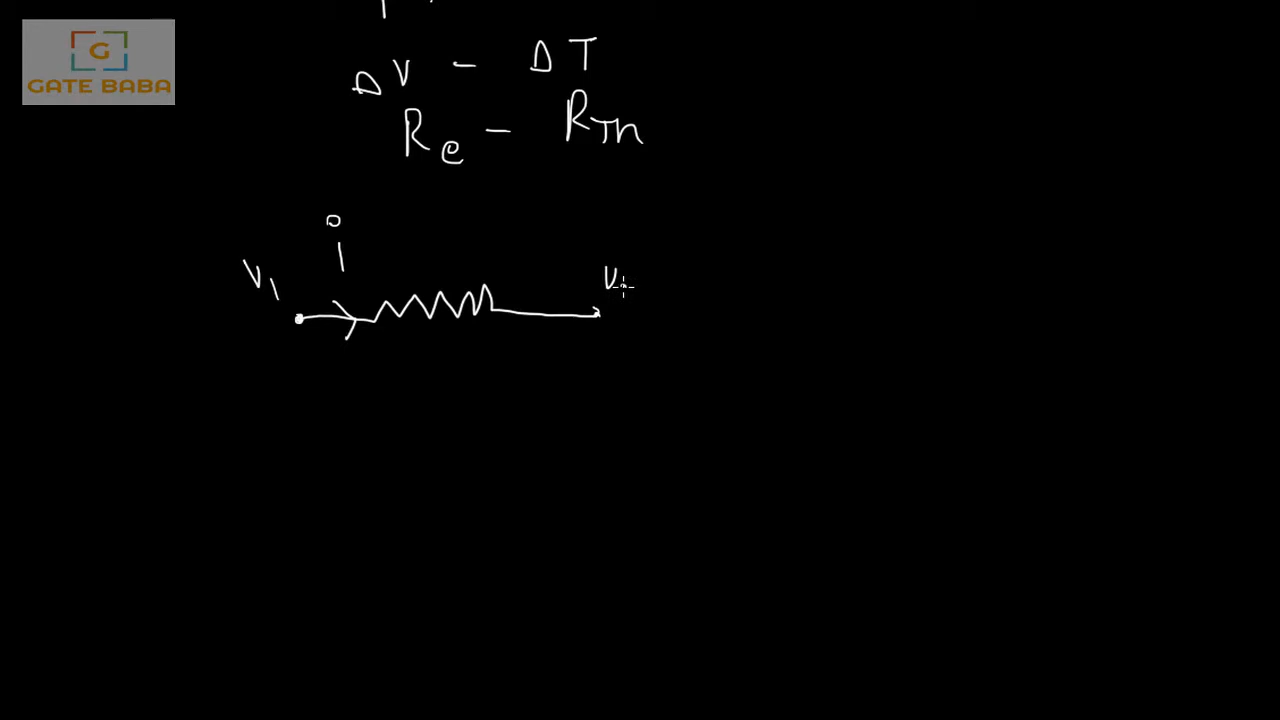 G
GATE BABA
ΔV - ΔT
Re - RTh
i
V1 V